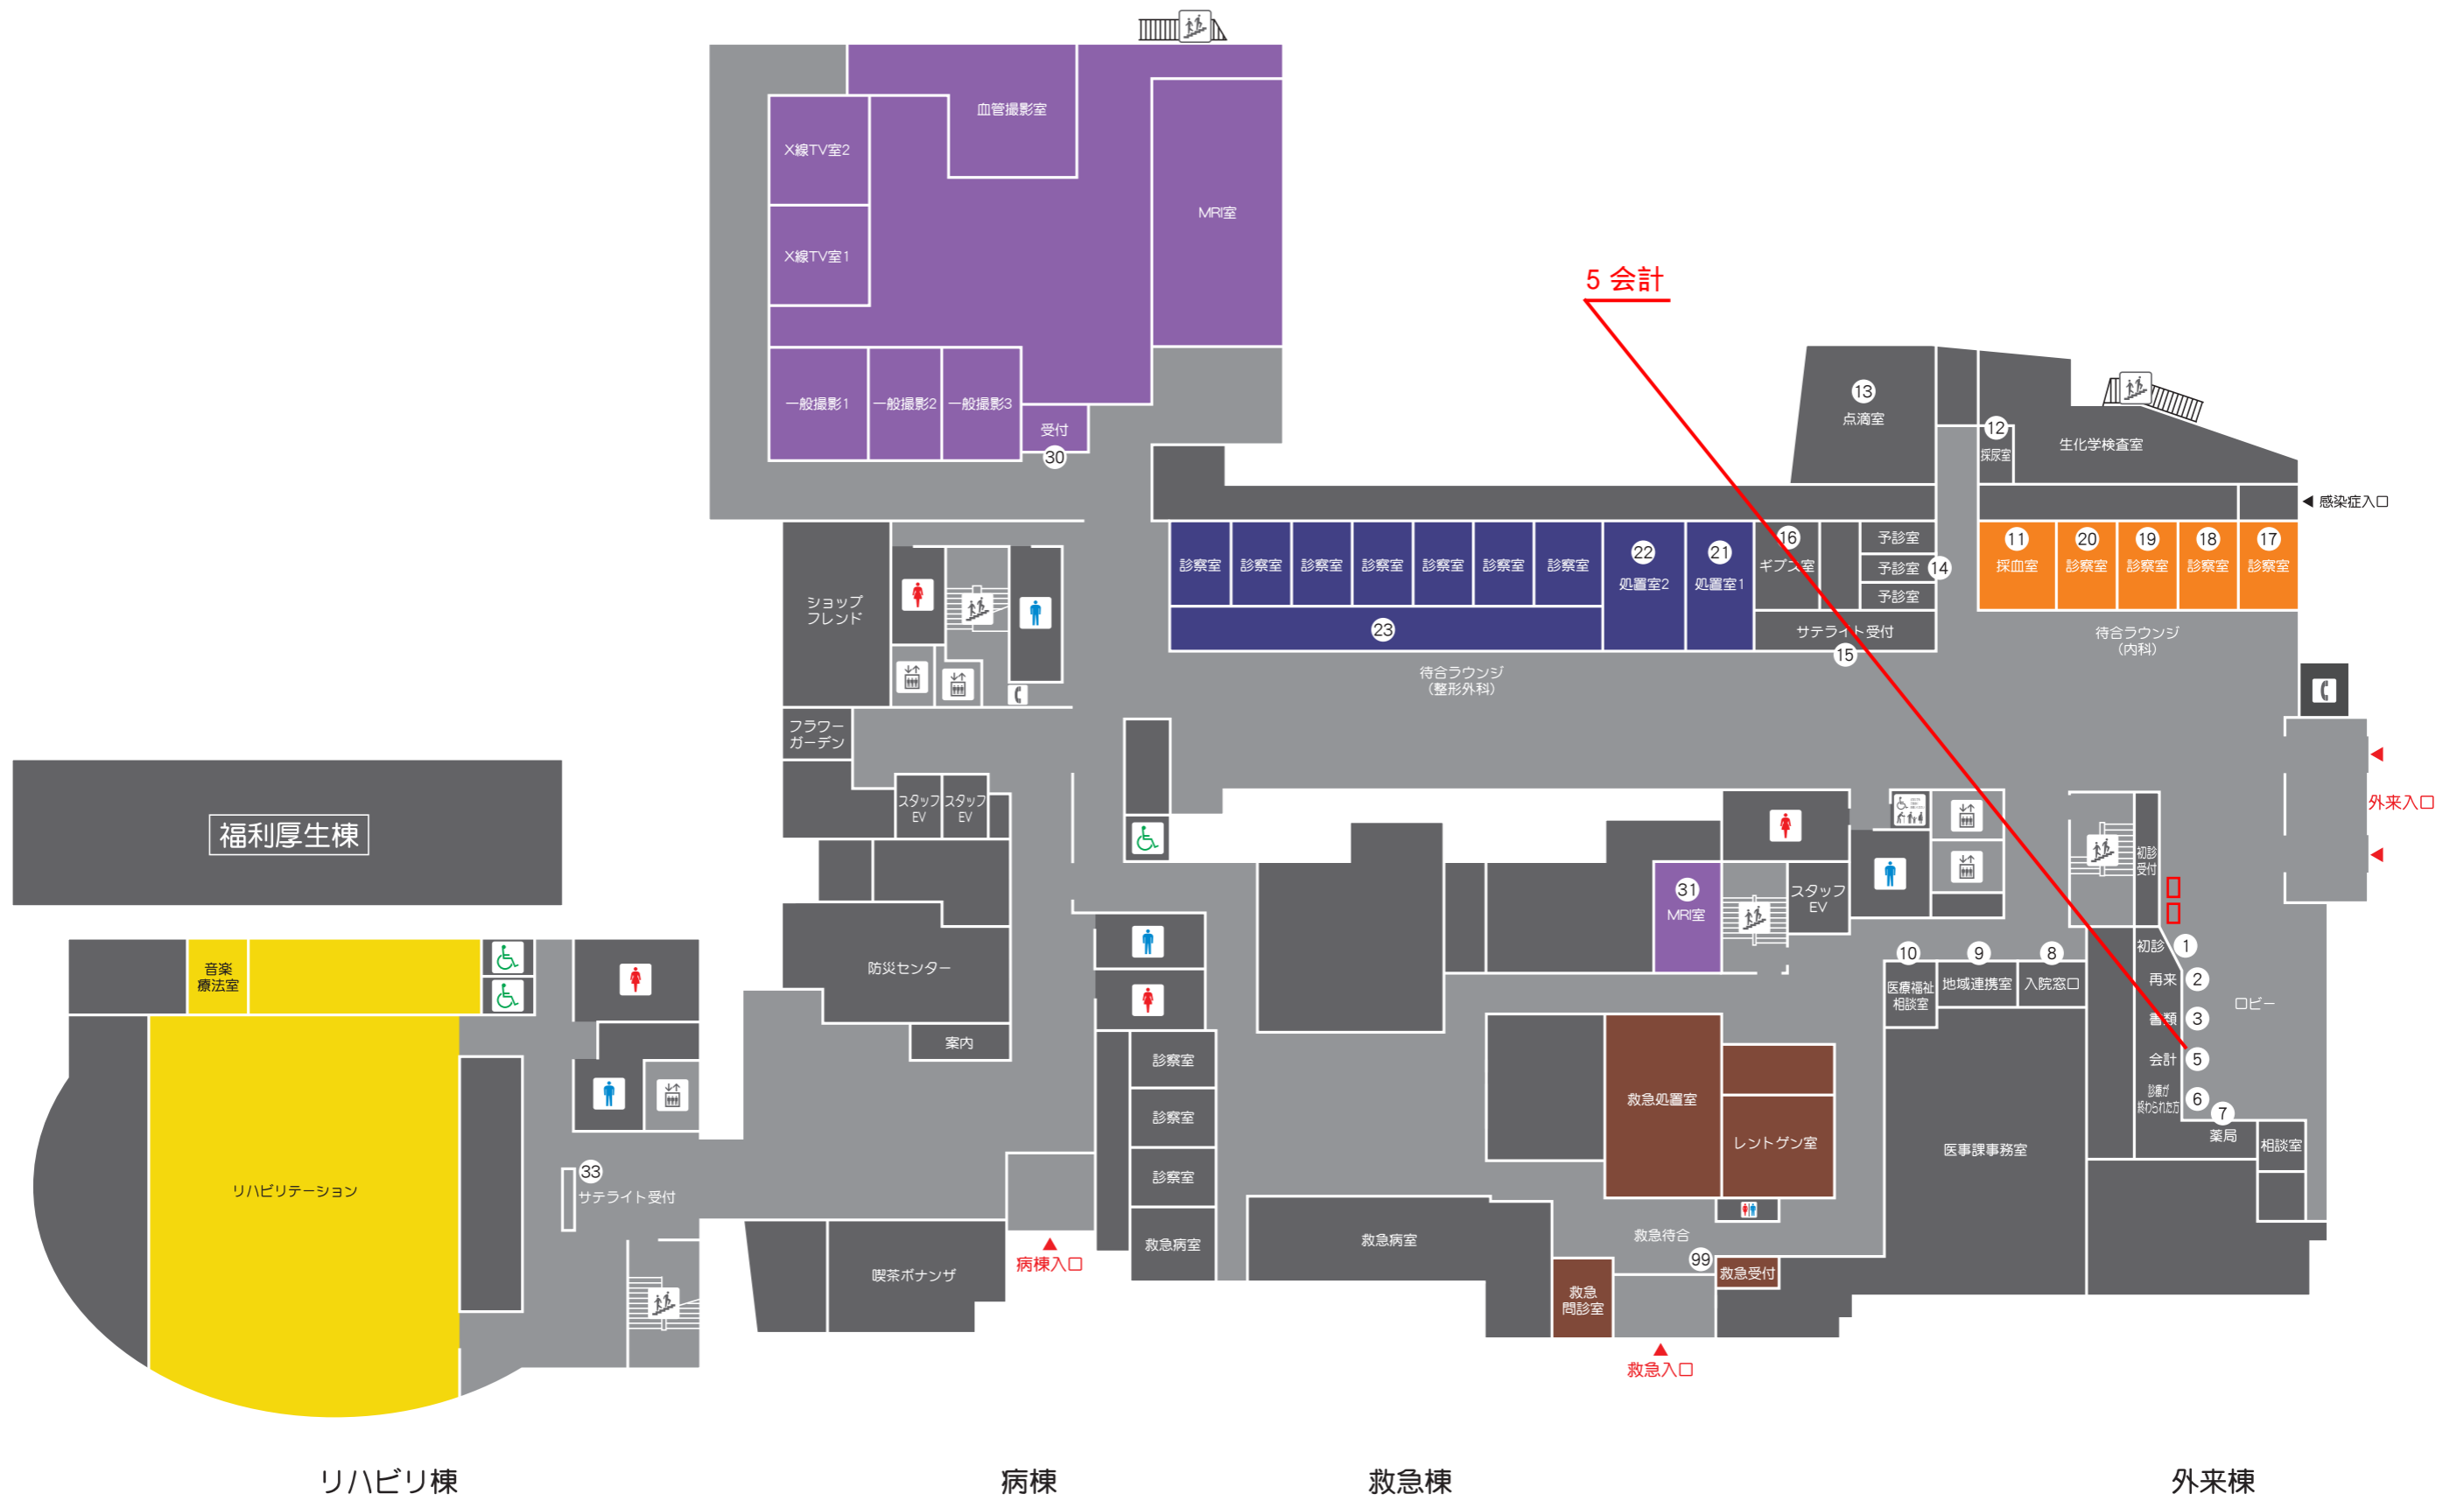 血管撮影室
X線TV室2
MRI室
X線TV室1
5 会計
一般撮影1
一般撮影2
一般撮影3
受付
30
13
点滴室
12
採尿室
生化学検査室
感染症入口
診察室
診察室
診察室
診察室
診察室
診察室
診察室
22
処置室2
21
処置室1
16
ギプス室
予診室
予診室
予診室
14
11
採血室
20
診察室
19
診察室
18
診察室
17
診察室
23
サテライト受付
15
待合ラウンジ
(整形外科)
待合ラウンジ
(内科)
ショップ
フレンド
フラワー
ガーデン
スタッフ
EV
スタッフ
EV
外来入口
福利厚生棟
初診
受付
31
MRI室
スタッフ
EV
防災センター
案内
音楽
療法室
10
医療福祉
相談室
9
地域連携室
8
入院窓口
初診
1
再来
2
書類
3
会計
5
診療が
終わられた方
6
7
薬局
ロビー
相談室
診察室
診察室
診察室
救急病室
救急処置室
レントゲン室
医事課事務室
リハビリテーション
33
サテライト受付
喫茶ボナンザ
病棟入口
救急病室
救急待合
99
救急受付
救急
問診室
救急入口
リハビリ棟
病棟
救急棟
外来棟